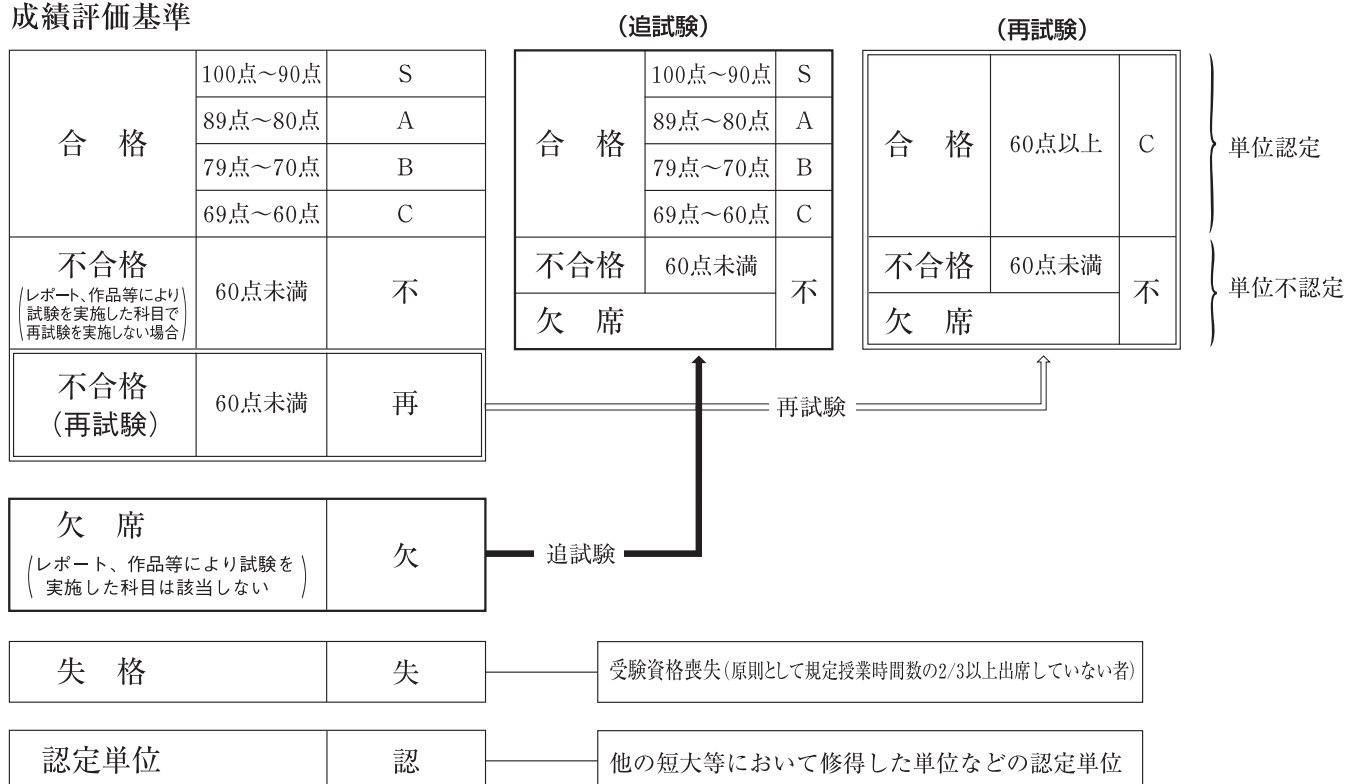 成績評価基準
(追試験)
(再試験)
合　格
100点～90点 S
89点～80点 A
79点～70点 B
69点～60点 C
不合格
(レポート、作品等により
試験を実施した科目で
再試験を実施しない場合)
60点未満 不
不合格
(再試験)
60点未満 再
合　格
100点～90点 S
89点～80点 A
79点～70点 B
69点～60点 C
不合格 60点未満
欠　席
不
合　格 60点以上 C
不合格 60点未満
欠　席
不
単位認定
単位不認定
再試験
欠　席
(レポート、作品等により試験を
実施した科目は該当しない)
欠
追試験
失　格 失
受験資格喪失(原則として規定授業時間数の2/3以上出席していない者)
認定単位 認
他の短大等において修得した単位などの認定単位